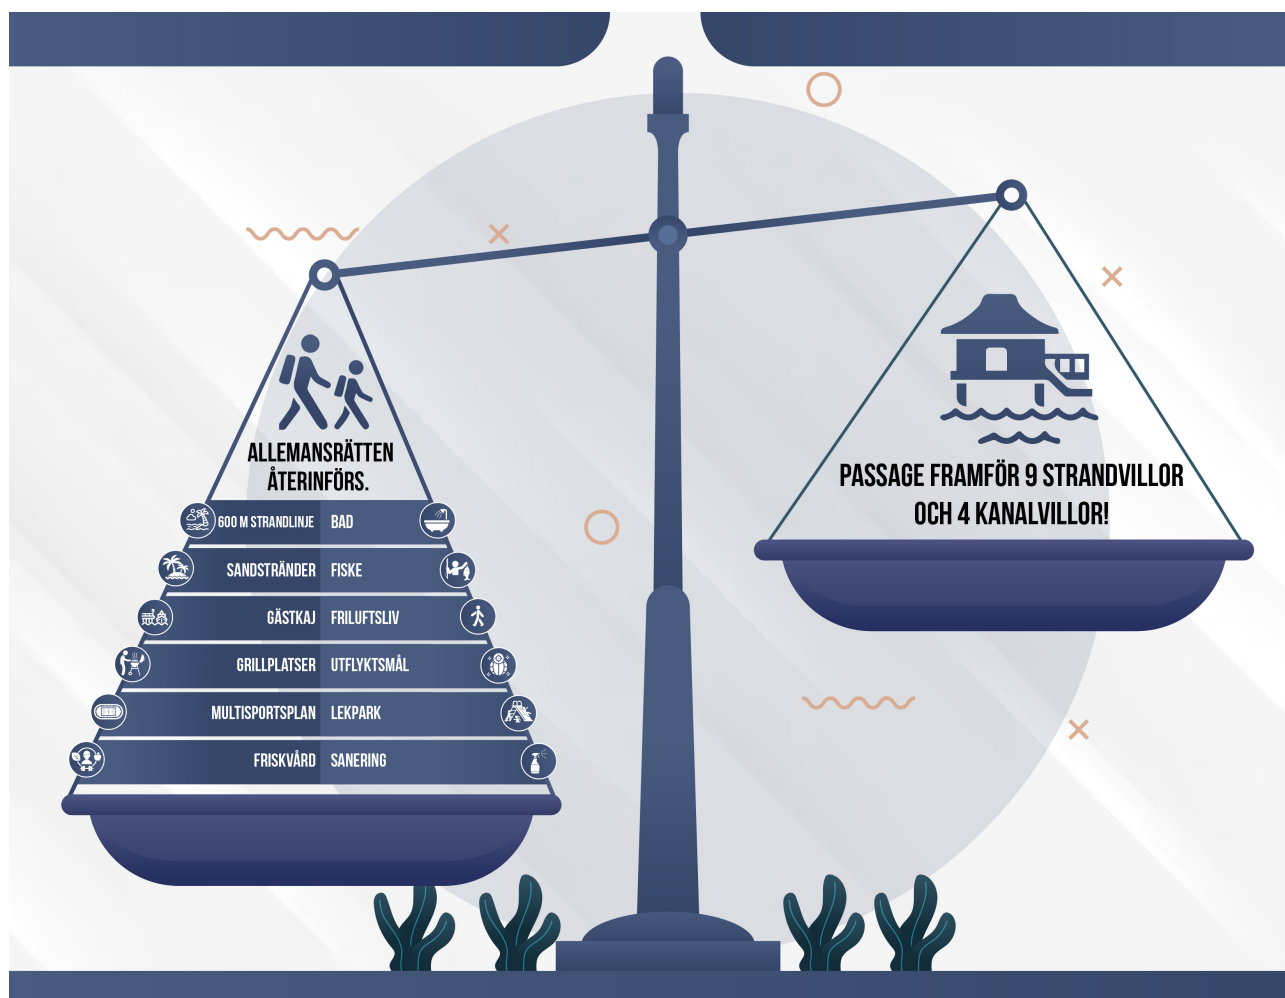 ALLEMANSRÄTTEN
ÅTERINFÖRS.
600 M STRANDLINJE BAD
SANDSTRÄNDER FISKE
GÄSTKAJ FRILUFTSLIV
GRILLPLATSER UTFLYKTSMÅL
MULTISPORTSPLAN LEKPARK
FRISKVÅRD SANERING
PASSAGE FRAMFÖR 9 STRANDVILLOR
OCH 4 KANALVILLOR!